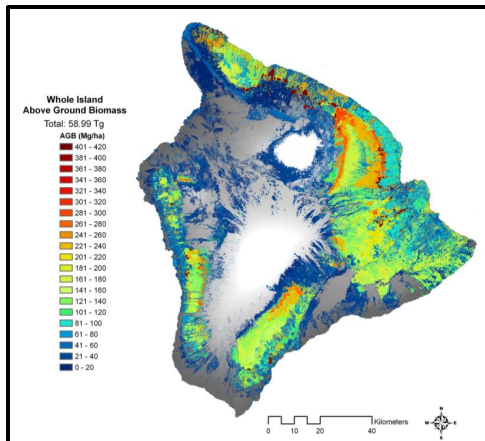 Whole Island
Above Ground Biomass
Total: 58.99 Tg
AGB (Mg/ha)
401 - 420
381 - 400
361 - 380
341 - 360
321 - 340
301 - 320
281 - 300
261 - 280
241 - 260
221 - 240
201 - 220
181 - 200
161 - 180
141 - 160
121 - 140
101 - 120
81 - 100
61 - 80
41 - 60
21 - 40
0 - 20
Kilometers
0 10 20 40
N
W E
S